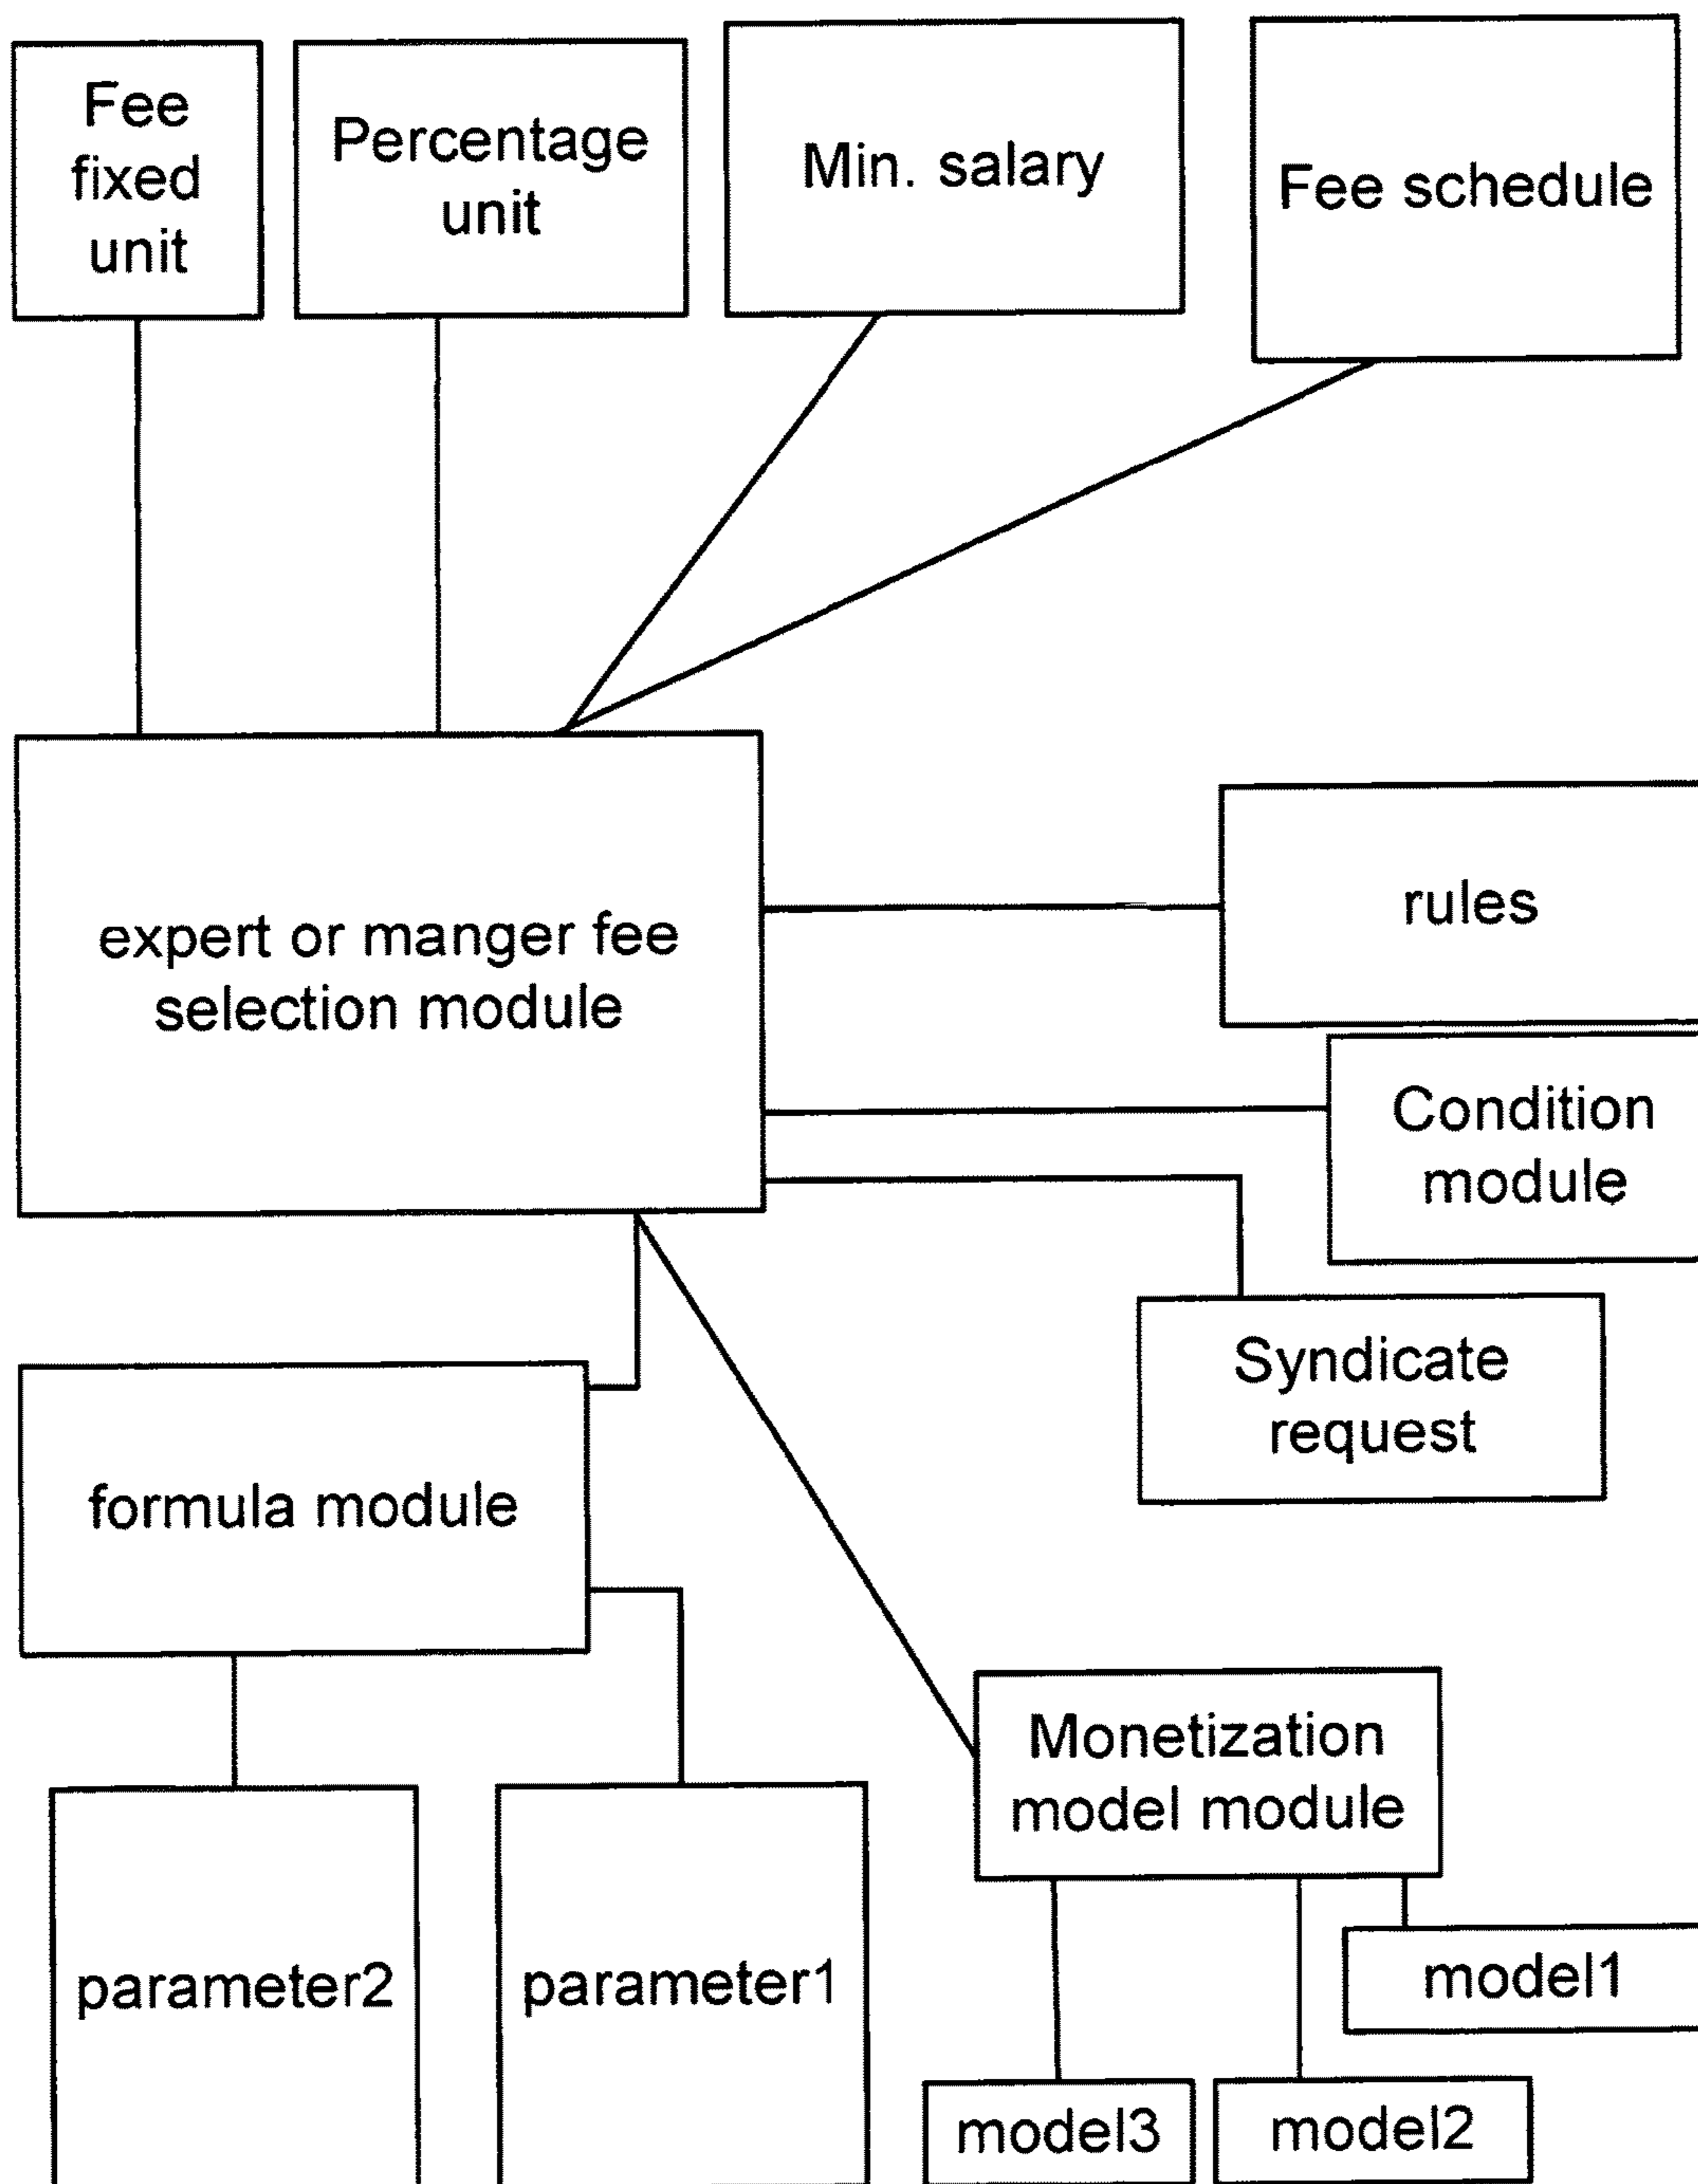 Fee
fixed
unit
Percentage
unit
Min. salary
Fee schedule
expert or manger fee
selection module
rules
Condition
module
Syndicate
request
formula module
Monetization
model module
parameter2
parameter1
model1
model3
model2